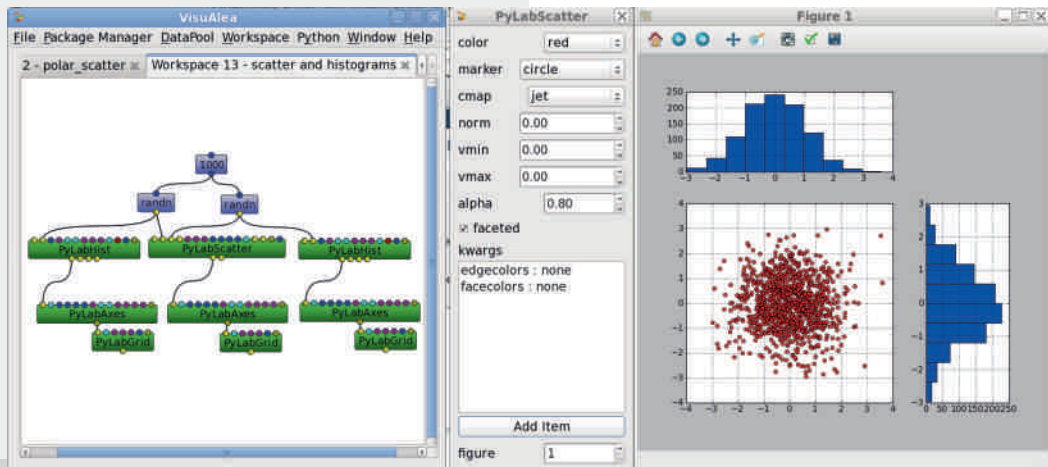 VisuAlea
File Package Manager DataPool Workspace Python Window Help
2 - polar_scatter
Workspace 13 - scatter and histograms
1000
randn
randn
PyLabHist
PyLabScatter
PyLabHist
PyLabAxes
PyLabAxes
PyLabAxes
PyLabGrid
PyLabGrid
PyLabGrid
PyLabScatter
color red
marker circle
cmap jet
norm 0.00
vmin 0.00
vmax 0.00
alpha 0.80
faceted
kwargs
edgecolors : none
facecolors : none
Add Item
figure 1
Figure 1
250
200
150
100
50
0
-3 -2 -1 0 1 2 3 4
4
3
2
1
0
-1
-2
-3
-4
-4 -3 -2 -1 0 1 2 3 4
3
2
1
0
-1
-2
-3
0 50 100 150 200 250